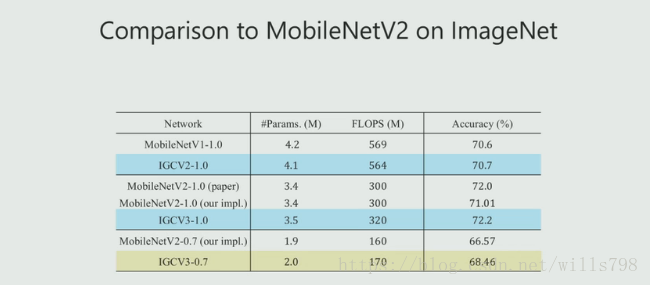 Comparison to MobileNetV2 on ImageNet
Network #Params. (M) FLOPS (M) Accuracy (%)
MobileNetV1-1.0 4.2 569 70.6
IGCV2-1.0 4.1 564 70.7
MobileNetV2-1.0 (paper) 3.4 300 72.0
MobileNetV2-1.0 (our impl.) 3.4 300 71.01
IGCV3-1.0 3.5 320 72.2
MobileNetV2-0.7 (our impl.) 1.9 160 66.57
IGCV3-0.7 2.0 170 68.46
https://blog.csdn.net/wills798